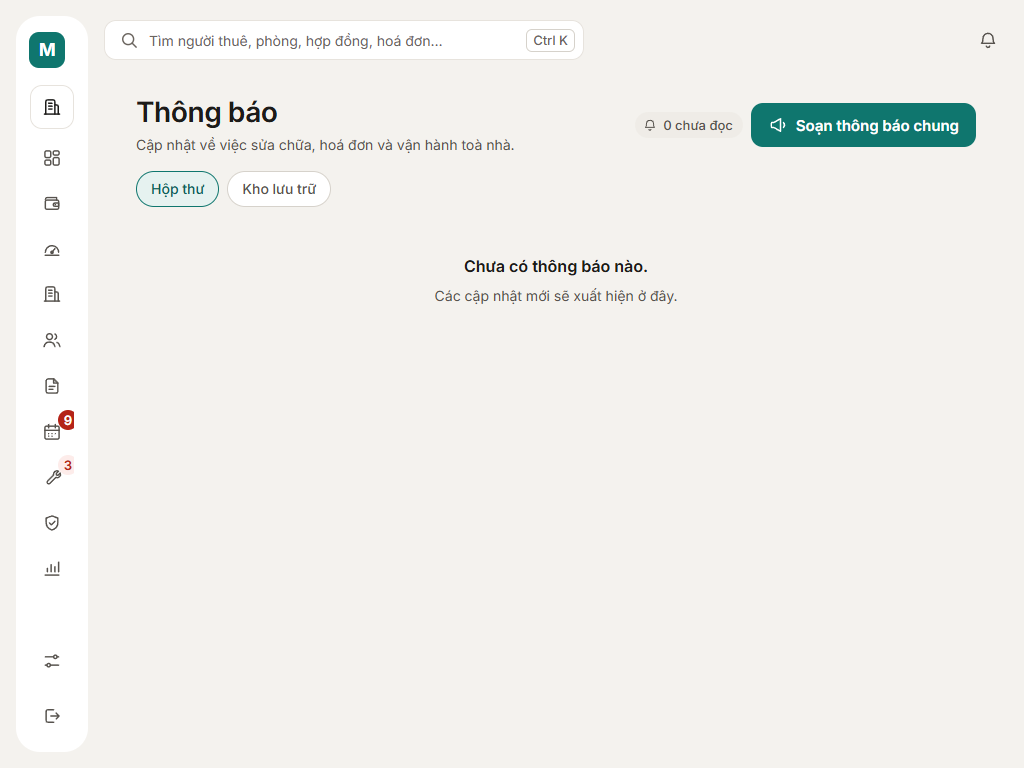 M
Tìm người thuê, phòng, hợp đồng, hoá đơn...
Ctrl K
Thông báo
Cập nhật về việc sửa chữa, hoá đơn và vận hành toà nhà.
0 chưa đọc
Soạn thông báo chung
Hộp thư
Kho lưu trữ
Chưa có thông báo nào.
Các cập nhật mới sẽ xuất hiện ở đây.
9
3